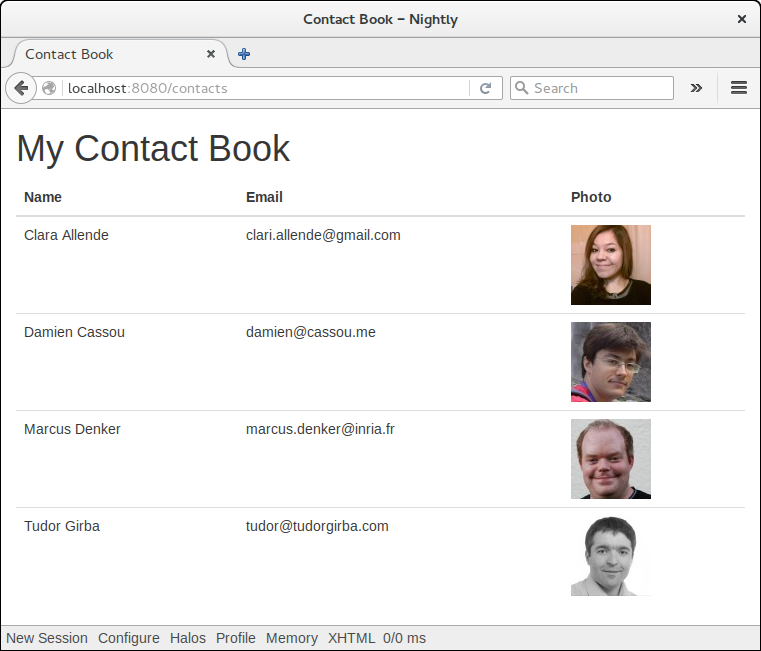 Contact Book – Nightly
Contact Book
localhost:8080/contacts
Search
My Contact Book
Name Email Photo
Clara Allende clari.allende@gmail.com
Damien Cassou damien@cassou.me
Marcus Denker marcus.denker@inria.fr
Tudor Girba tudor@tudorgirba.com
New Session Configure Halos Profile Memory XHTML 0/0 ms